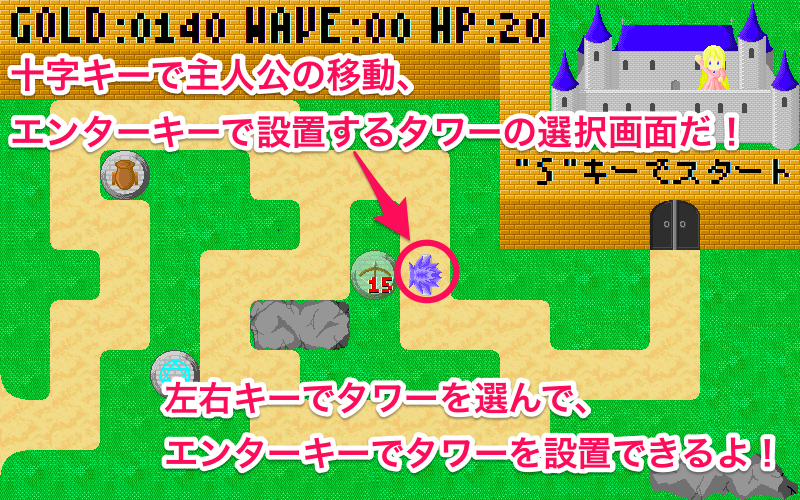 GOLD:0140 WAVE:00 HP:20
十字キーで主人公の移動、
エンターキーで設置するタワーの選択画面だ！
"S"キーでスタート
15
左右キーでタワーを選んで、
エンターキーでタワーを設置できるよ！